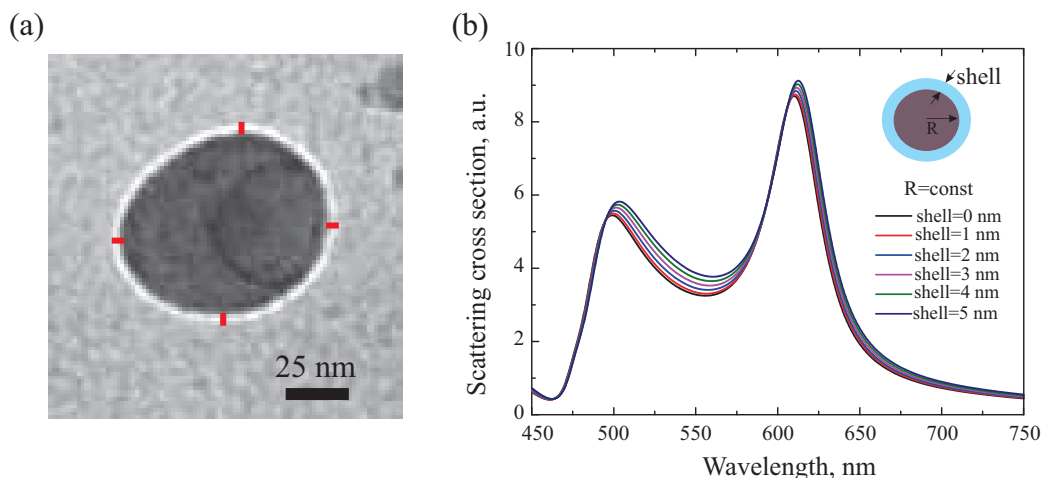 (a)
25 nm
(b)
Scattering cross section, a.u.
10
8
6
4
2
0
450 500 550 600 650 700 750
Wavelength, nm
shell
R
R=const
shell=0 nm
shell=1 nm
shell=2 nm
shell=3 nm
shell=4 nm
shell=5 nm